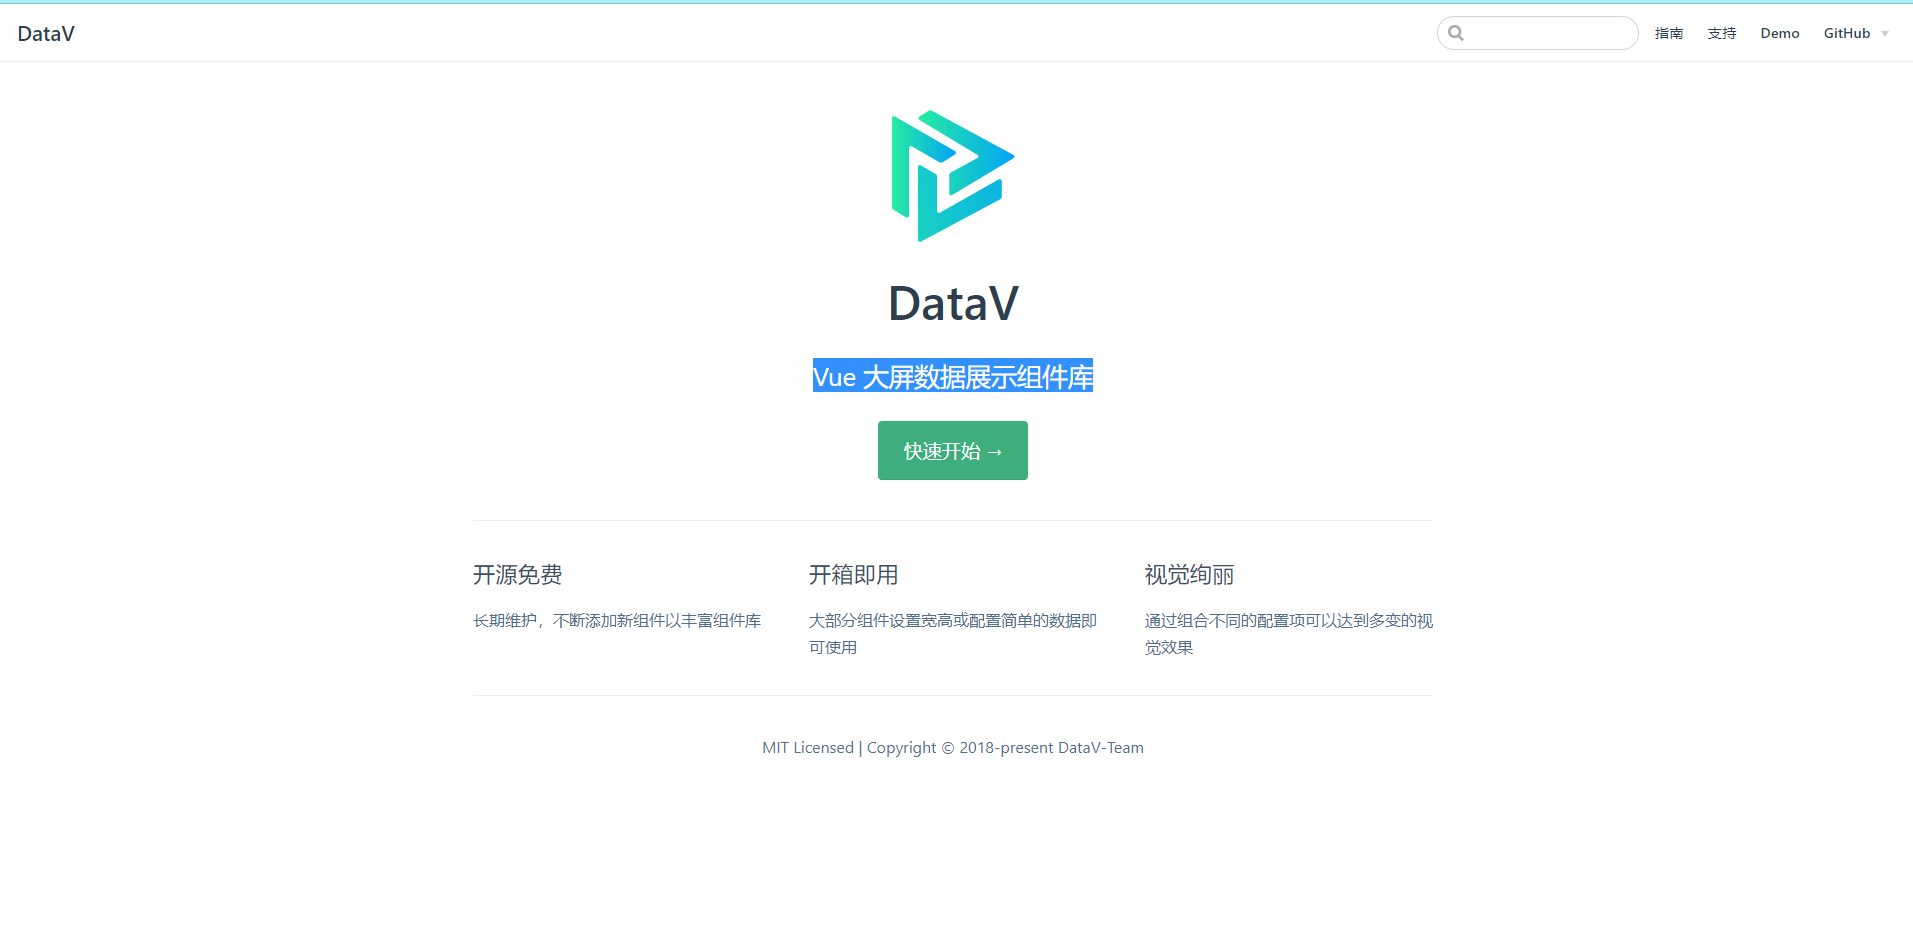 DataV
指南 支持 Demo GitHub
DataV
Vue 大屏数据展示组件库
快速开始 →
开源免费
长期维护，不断添加新组件以丰富组件库
开箱即用
大部分组件设置宽高或配置简单的数据即
可使用
视觉绚丽
通过组合不同的配置项可以达到多变的视
觉效果
MIT Licensed | Copyright © 2018-present DataV-Team